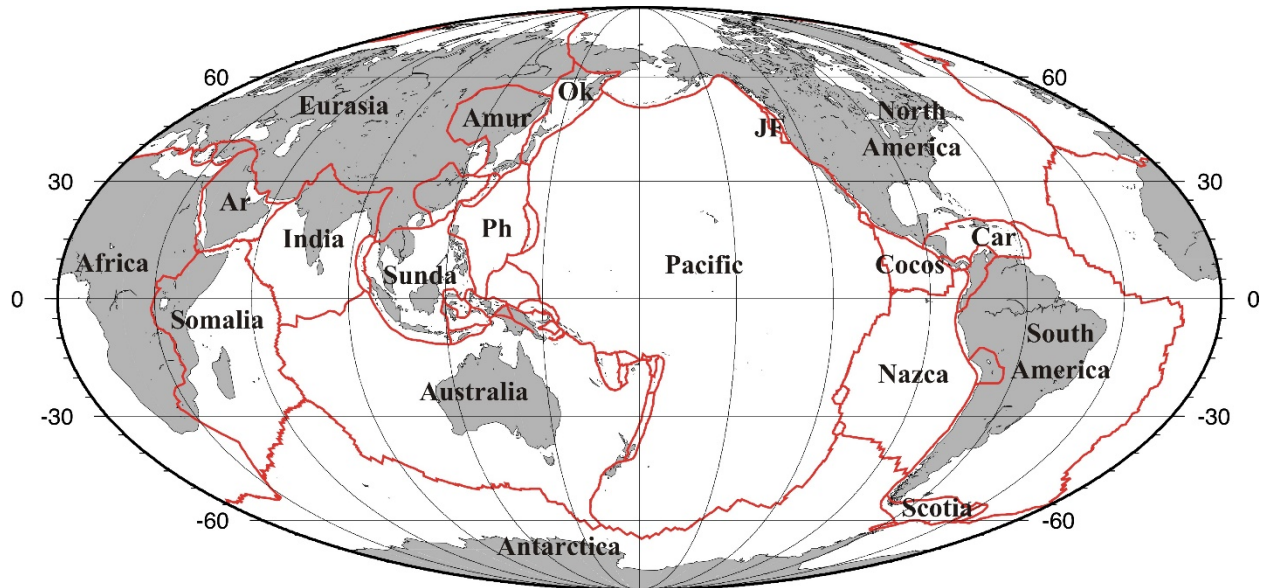 60
60
Ok
Eurasia
Amur
North
America
JF
30
30
Ar
India
Ph
Car
Africa
Sunda
Pacific
Cocos
0
0
Somalia
South
America
Nazca
Australia
-30
-30
Scotia
-60
-60
Antarctica